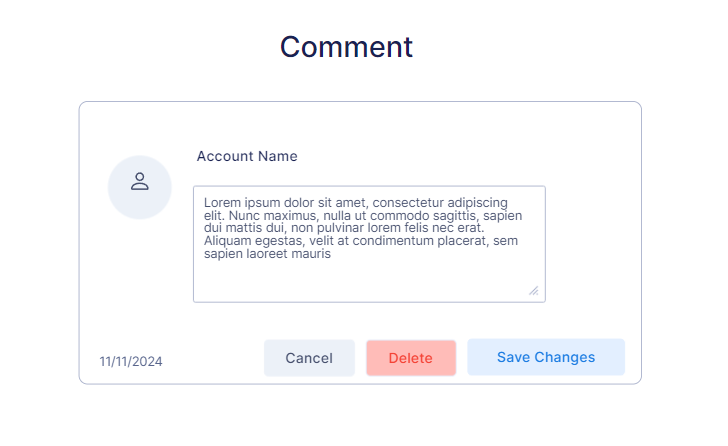 Comment
Account Name
Lorem ipsum dolor sit amet, consectetur adipiscing
elit. Nunc maximus, nulla ut commodo sagittis, sapien
dui mattis dui, non pulvinar lorem felis nec erat.
Aliquam egestas, velit at condimentum placerat, sem
sapien laoreet mauris
11/11/2024
Cancel
Delete
Save Changes